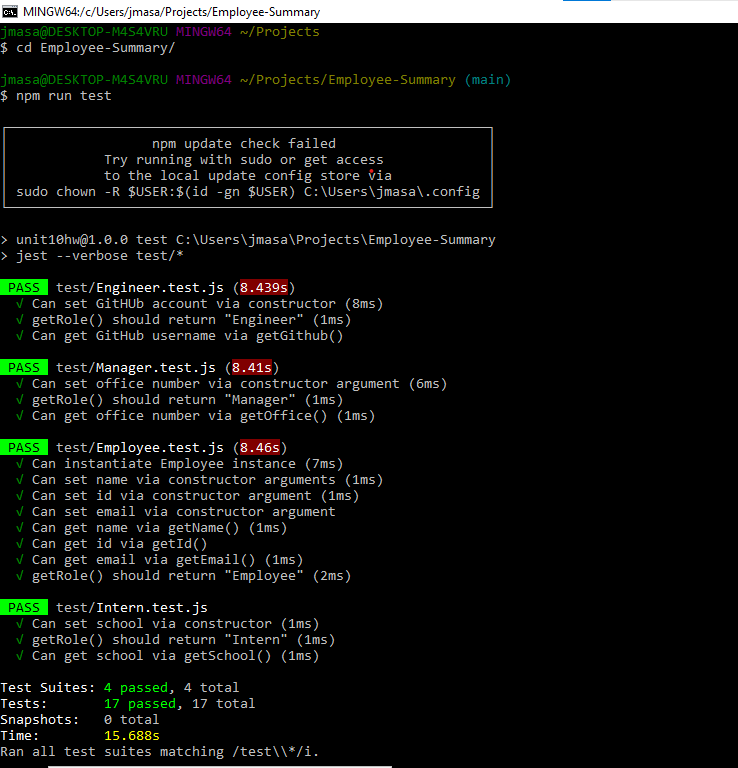 MINGW64:/c/Users/jmasa/Projects/Employee-Summary
jmasa@DESKTOP-M4S4VRU MINGW64 ~/Projects
$ cd Employee-Summary/
jmasa@DESKTOP-M4S4VRU MINGW64 ~/Projects/Employee-Summary (main)
$ npm run test
npm update check failed
Try running with sudo or get access
to the local update config store via
sudo chown -R $USER:$(id -gn $USER) C:\Users\jmasa\.config
> unit10hw@1.0.0 test C:\Users\jmasa\Projects\Employee-Summary
> jest --verbose test/*
PASS test/Engineer.test.js (8.439s)
√ Can set GitHUb account via constructor (8ms)
√ getRole() should return "Engineer" (1ms)
√ Can get GitHub username via getGithub()
PASS test/Manager.test.js (8.41s)
√ Can set office number via constructor argument (6ms)
√ getRole() should return "Manager" (1ms)
√ Can get office number via getOffice() (1ms)
PASS test/Employee.test.js (8.46s)
√ Can instantiate Employee instance (7ms)
√ Can set name via constructor arguments (1ms)
√ Can set id via constructor argument (1ms)
√ Can set email via constructor argument
√ Can get name via getName() (1ms)
√ Can get id via getId()
√ Can get email via getEmail() (1ms)
√ getRole() should return "Employee" (2ms)
PASS test/Intern.test.js
√ Can set school via constructor (1ms)
√ getRole() should return "Intern" (1ms)
√ Can get school via getSchool() (1ms)
Test Suites: 4 passed, 4 total
Tests: 17 passed, 17 total
Snapshots: 0 total
Time: 15.688s
Ran all test suites matching /test\\*/i.